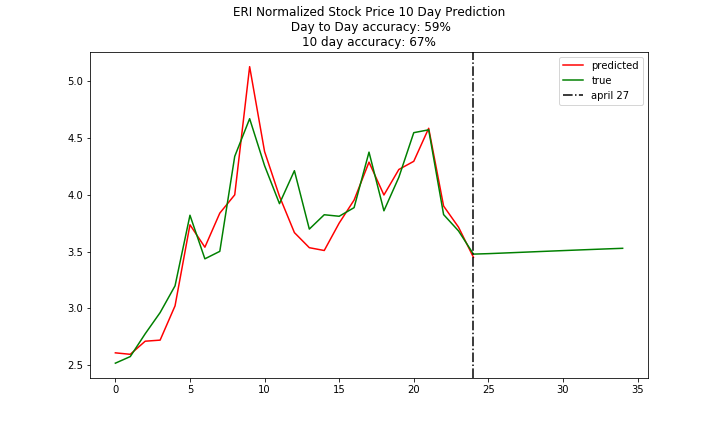 ERI Normalized Stock Price 10 Day Prediction
Day to Day accuracy: 59%
10 day accuracy: 67%
predicted
true
april 27
5.0
4.5
4.0
3.5
3.0
2.5
0 5 10 15 20 25 30 35